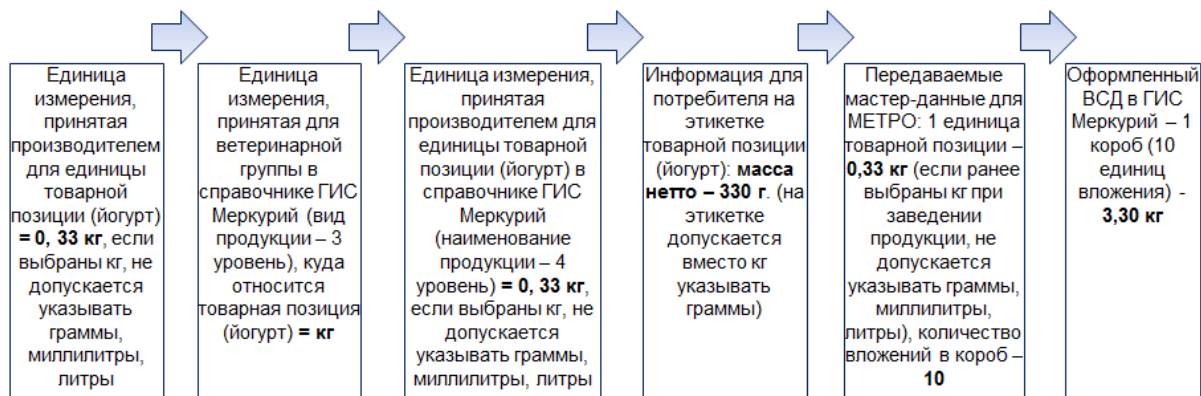 Единица
измерения,
принятая
производителем
для единицы
товарной
позиции (йогурт)
= 0, 33 кг, если
выбраны кг, не
допускается
указывать
граммы,
миллилитры,
литры
Единица
измерения,
принятая для
ветеринарной
группы в
справочнике ГИС
Меркурий (вид
продукции – 3
уровень), куда
относится
товарная позиция
(йогурт) = кг
Единица измерения,
принятая
производителем для
единицы товарной
позиции (йогурт) в
справочнике ГИС
Меркурий
(наименование
продукции – 4
уровень) = 0, 33 кг,
если выбраны кг, не
допускается
указывать граммы,
миллилитры, литры
Информация для
потребителя на
этикетке
товарной позиции
(йогурт): масса
нетто – 330 г. (на
этикетке
допускается
вместо кг
указывать
граммы)
Передаваемые
мастер-данные для
МЕТРО: 1 единица
товарной позиции –
0,33 кг (если ранее
выбраны кг при
заведении
продукции, не
допускается
указывать граммы,
миллилитры,
литры), количество
вложений в короб –
10
Оформленный
ВСД в ГИС
Меркурий – 1
короб (10
единиц
вложения) -
3,30 кг